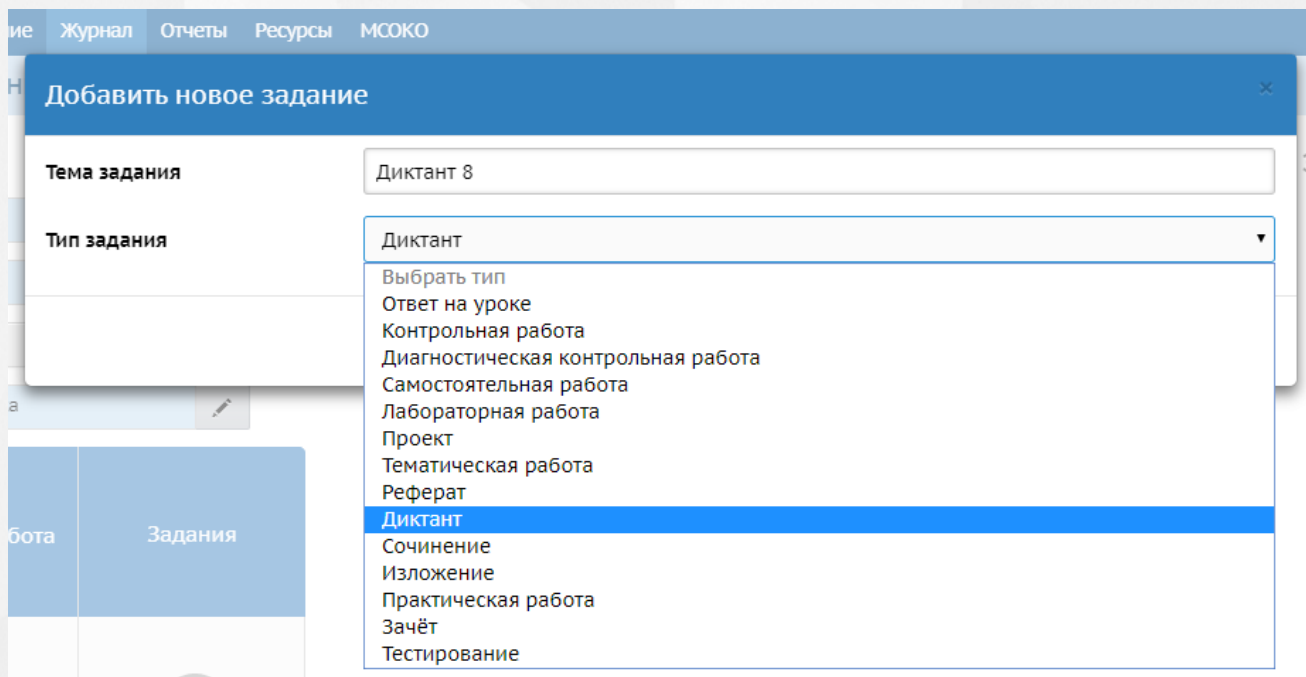 ие Журнал Отчеты Ресурсы МСОКО
Н
Добавить новое задание ×
Тема задания Диктант 8
Тип задания Диктант
Выбрать тип
Ответ на уроке
Контрольная работа
Диагностическая контрольная работа
Самостоятельная работа
Лабораторная работа
Проект
Тематическая работа
Реферат
Диктант
Сочинение
Изложение
Практическая работа
Зачёт
Тестирование
а
бота Задания